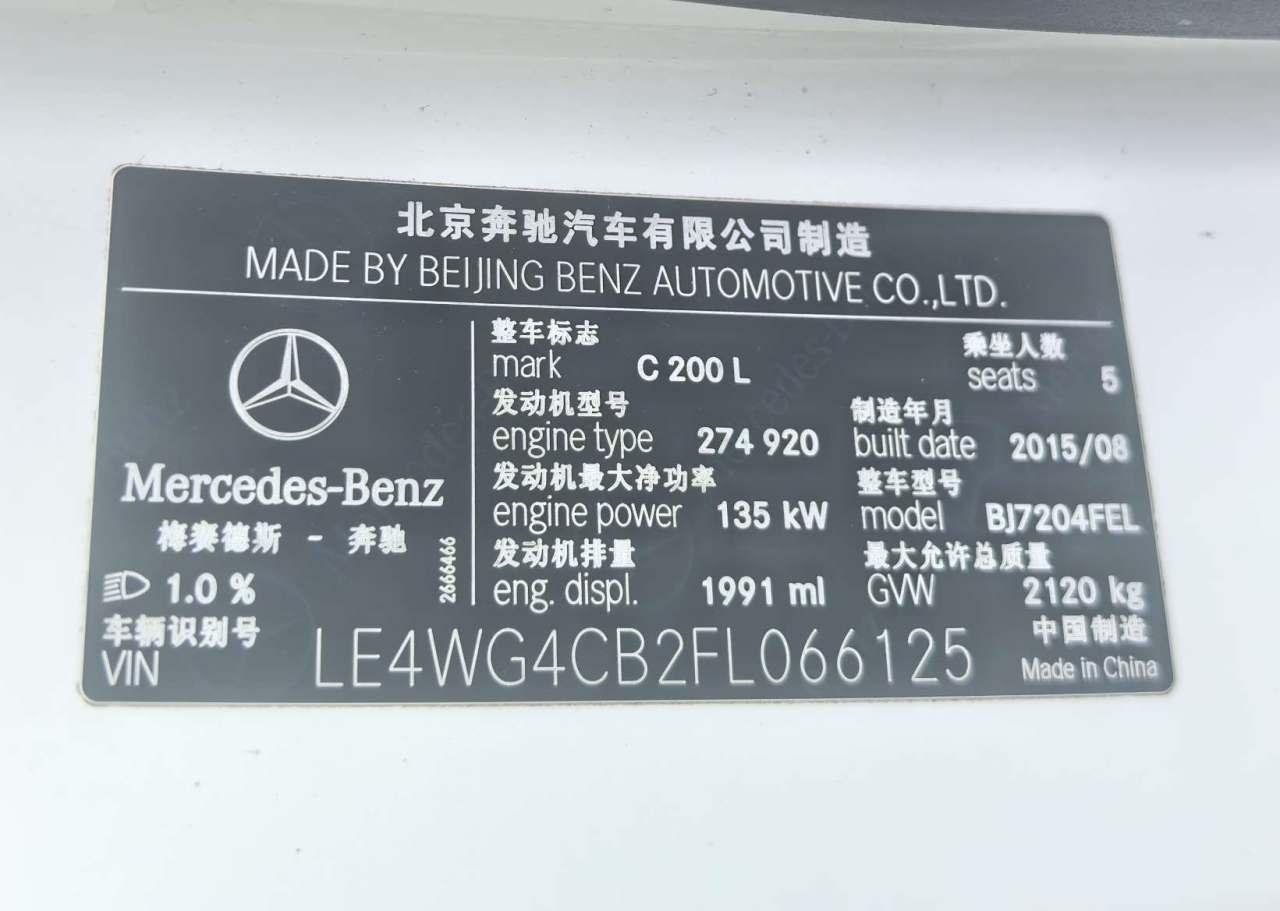 北京奔驰汽车有限公司制造
MADE BY BEIJING BENZ AUTOMOTIVE CO.,LTD.
Mercedes-Benz
梅赛德斯 - 奔驰
1.0 %
2666466
整车标志
mark C 200 L
乘坐人数
seats 5
发动机型号
engine type 274 920
制造年月
built date 2015/08
发动机最大净功率
engine power 135 kW
整车型号
model BJ7204FEL
发动机排量
eng. displ. 1991 ml
最大允许总质量
GVW 2120 kg
车辆识别号
VIN LE4WG4CB2FL066125
中国制造
Made in China